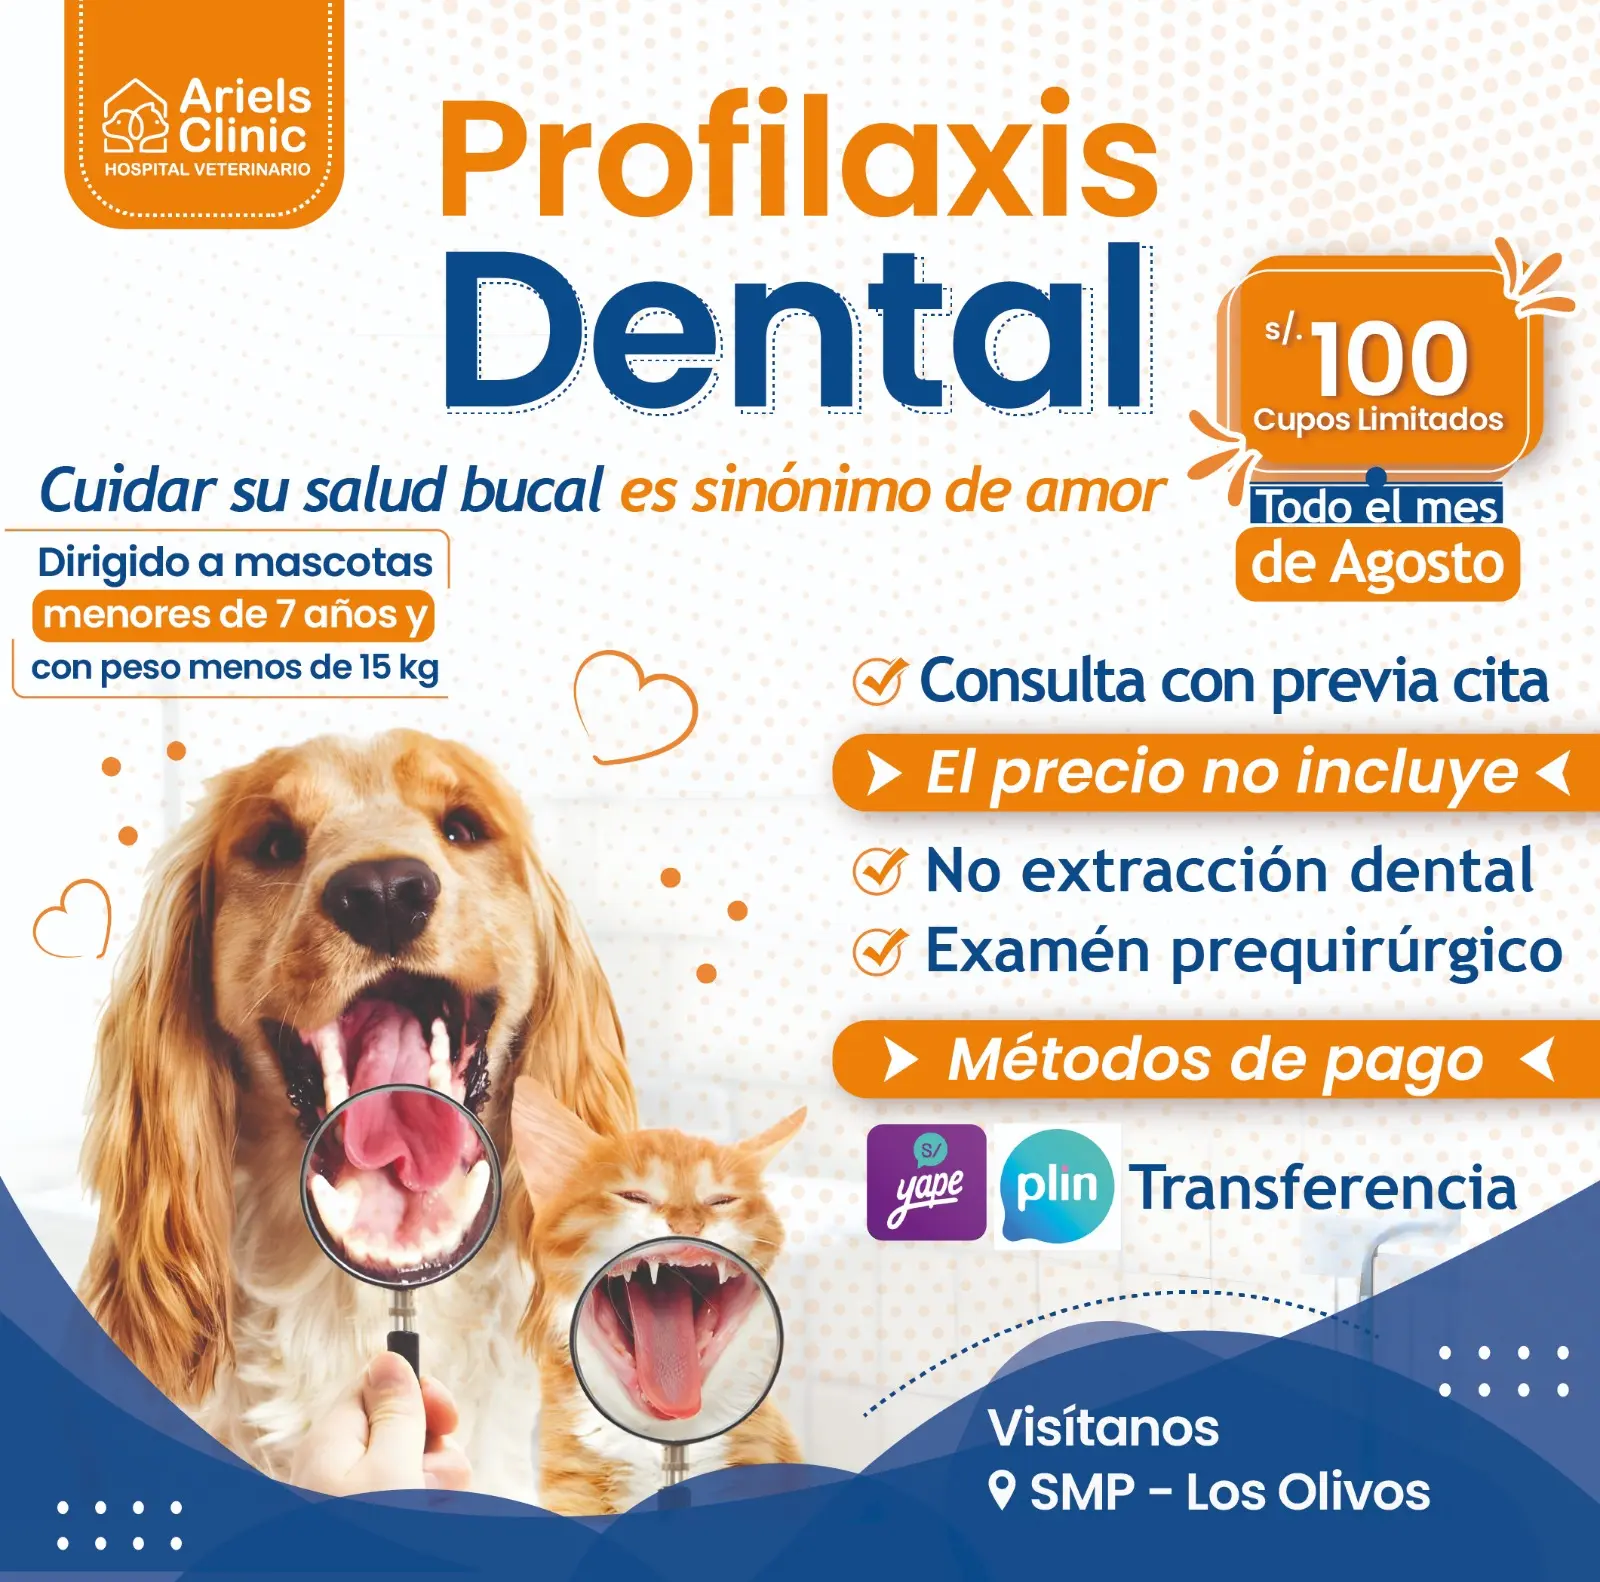 Ariels
Clinic
HOSPITAL VETERINARIO
Profilaxis
Dental
s/. 100
Cupos Limitados
Todo el mes
de Agosto
Cuidar su salud bucal es sinónimo de amor
Dirigido a mascotas
menores de 7 años y
con peso menos de 15 kg
Consulta con previa cita
El precio no incluye
No extracción dental
Examén prequirúrgico
Métodos de pago
S/
yape
plin
Transferencia
Visítanos
SMP - Los Olivos